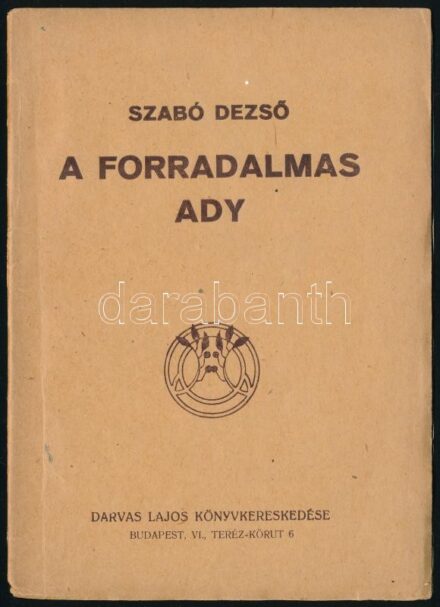 SZABÓ DEZSŐ
A FORRADALMAS
ADY
darabanth
DARVAS LAJOS KÖNYVKERESKEDÉSE
BUDAPEST, VI., TERÉZ-KÖRUT 6